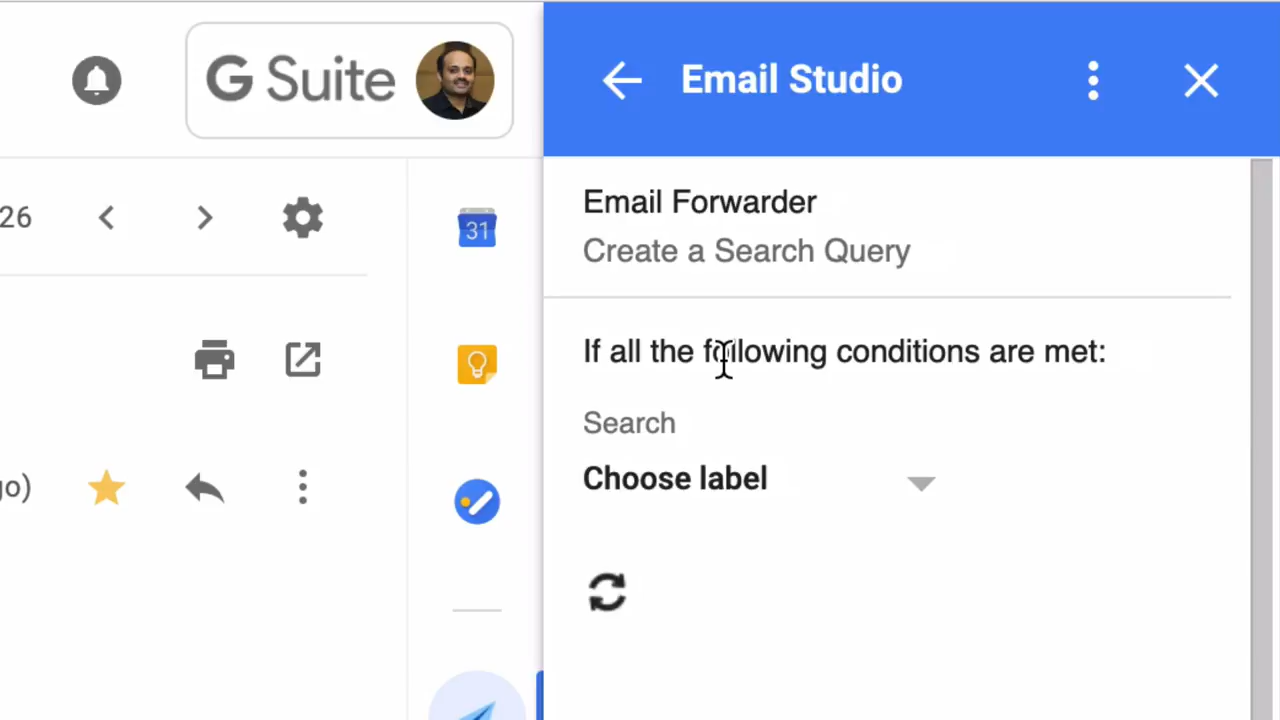 G Suite
Email Studio
26
31
Email Forwarder
Create a Search Query
If all the following conditions are met:
Search
Choose label
go)